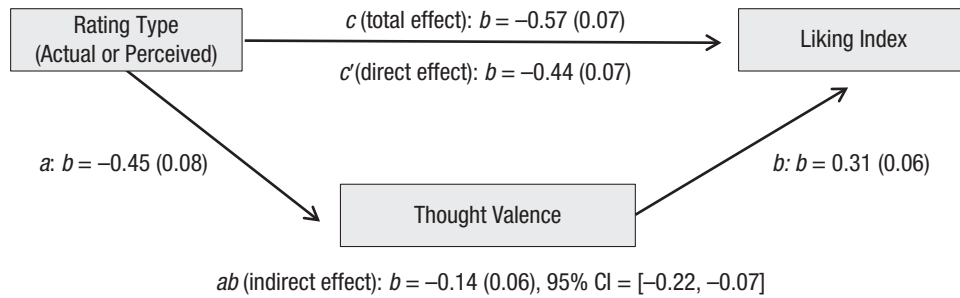 Rating Type
(Actual or Perceived)
c (total effect): b = –0.57 (0.07)
Liking Index
c′(direct effect): b = –0.44 (0.07)
a: b = –0.45 (0.08)
b: b = 0.31 (0.06)
Thought Valence
ab (indirect effect): b = –0.14 (0.06), 95% CI = [–0.22, –0.07]